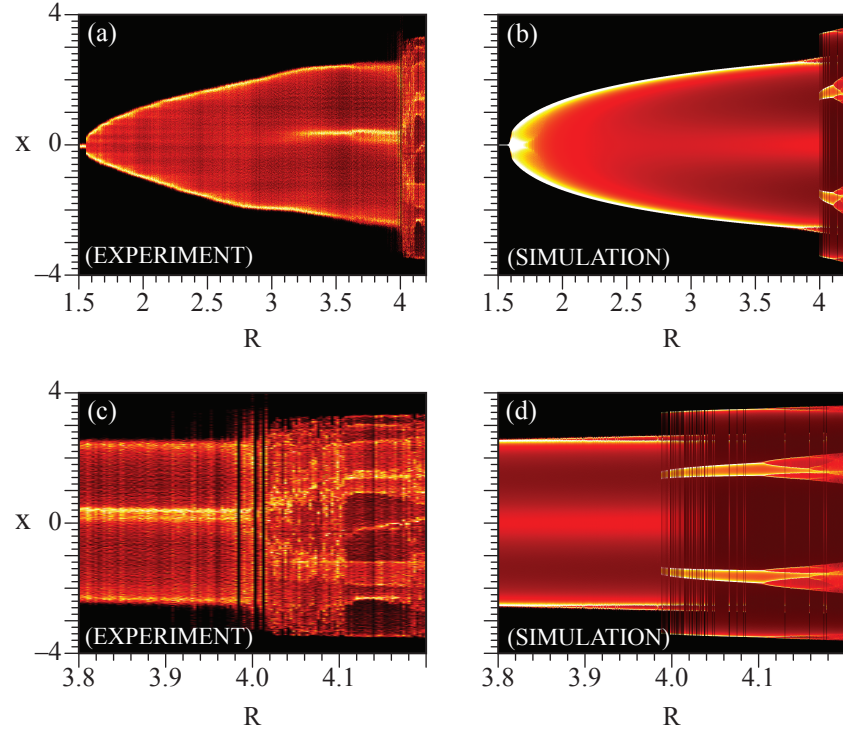 4
(a)
(b)
x
0
(EXPERIMENT)
(SIMULATION)
−4
1.5 2 2.5 3 3.5 4
1.5 2 2.5 3 3.5 4
R
R
4
(c)
(d)
x
0
(EXPERIMENT)
(SIMULATION)
−4
3.8 3.9 4.0 4.1
3.8 3.9 4.0 4.1
R
R